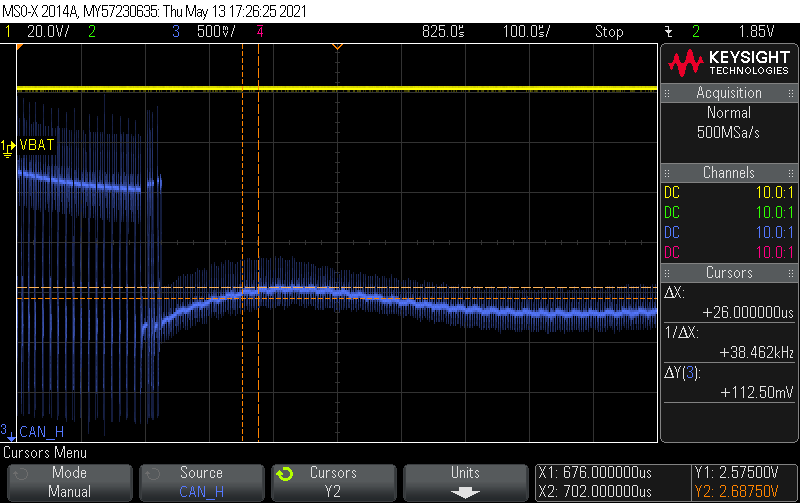 MSO-X 2014A, MY57230635: Thu May 13 17:26:25 2021
1 20.0V/ 2 3 500mV/ 4 825.0us 100.0us/ Stop 2 1.85V
KEYSIGHT
TECHNOLOGIES
Acquisition
Normal
500MSa/s
Channels
DC 10.0:1
DC 10.0:1
DC 10.0:1
DC 10.0:1
Cursors
ΔX:
+26.000000us
1/ΔX:
+38.462kHz
ΔY(3):
+112.50mV
1 VBAT
3 CAN_H
Cursors Menu
Mode
Manual
Source
CAN_H
Cursors
Y2
Units
X1: 676.000000us Y1: 2.57500V
X2: 702.000000us Y2: 2.68750V